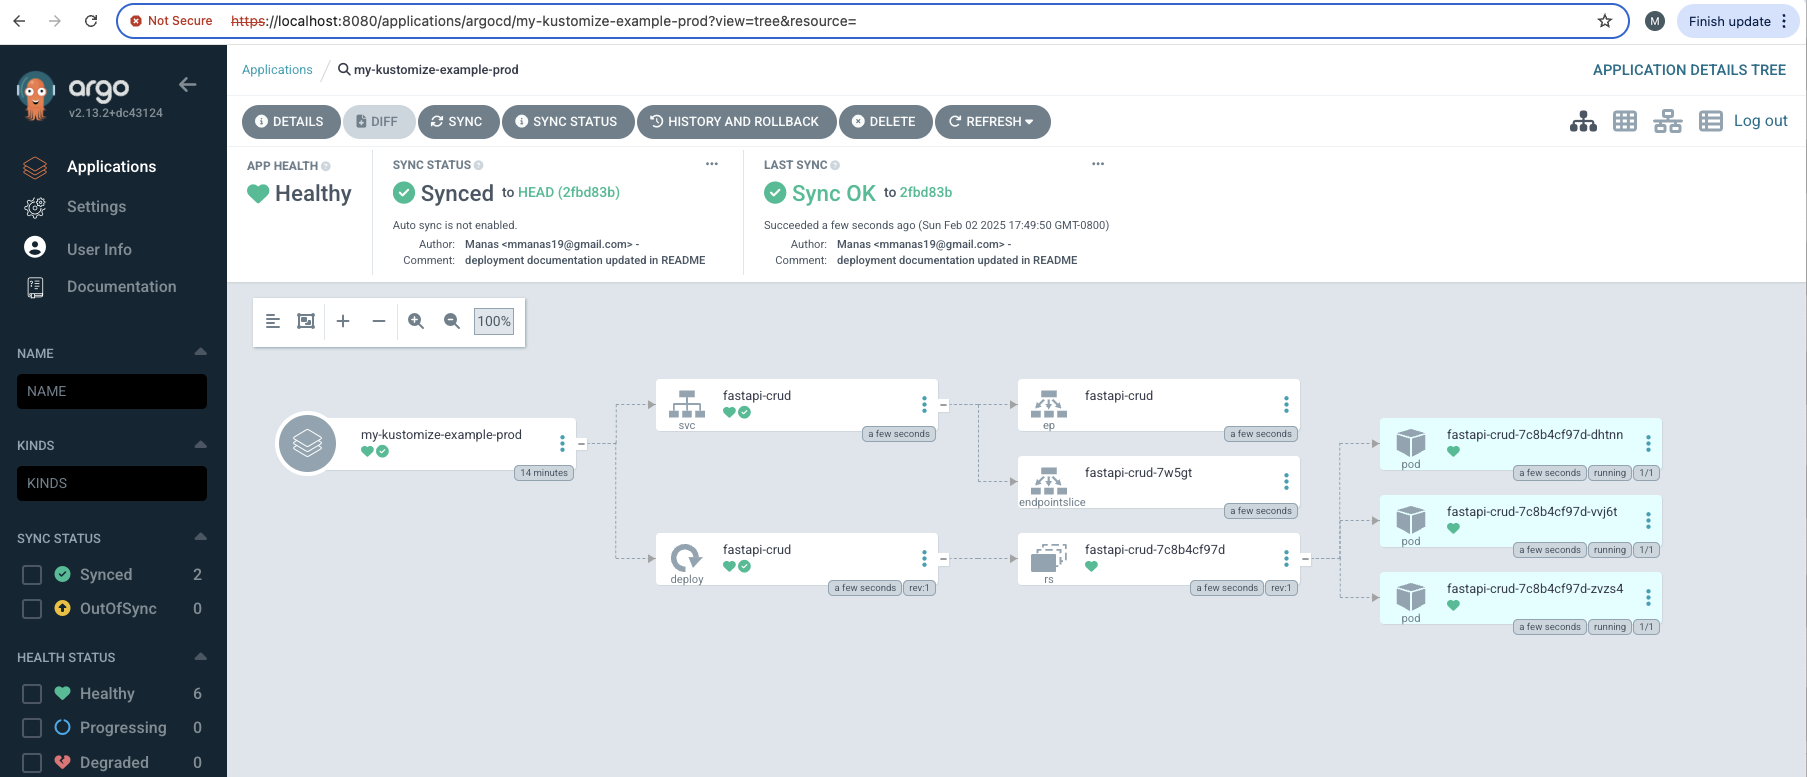 Not Secure https://localhost:8080/applications/argocd/my-kustomize-example-prod?view=tree&resource= M Finish update
argo
v2.13.2+dc43124
Applications
Settings
User Info
Documentation
NAME
NAME
KINDS
KINDS
SYNC STATUS
Synced 2
OutOfSync 0
HEALTH STATUS
Healthy 6
Progressing 0
Degraded 0
Applications / my-kustomize-example-prod APPLICATION DETAILS TREE
DETAILS DIFF SYNC SYNC STATUS HISTORY AND ROLLBACK DELETE REFRESH Log out
APP HEALTH
Healthy
SYNC STATUS
Synced to HEAD (2fbd83b)
Auto sync is not enabled.
Author: Manas <mmanas19@gmail.com> -
Comment: deployment documentation updated in README
LAST SYNC
Sync OK to 2fbd83b
Succeeded a few seconds ago (Sun Feb 02 2025 17:49:50 GMT-0800)
Author: Manas <mmanas19@gmail.com> -
Comment: deployment documentation updated in README
100%
my-kustomize-example-prod
14 minutes
fastapi-crud
svc
a few seconds
fastapi-crud
deploy
a few seconds rev:1
fastapi-crud
ep
a few seconds
fastapi-crud-7w5gt
endpointslice
a few seconds
fastapi-crud-7c8b4cf97d
rs
a few seconds rev:1
fastapi-crud-7c8b4cf97d-dhtnn
pod
a few seconds running 1/1
fastapi-crud-7c8b4cf97d-vvj6t
pod
a few seconds running 1/1
fastapi-crud-7c8b4cf97d-zvzs4
pod
a few seconds running 1/1